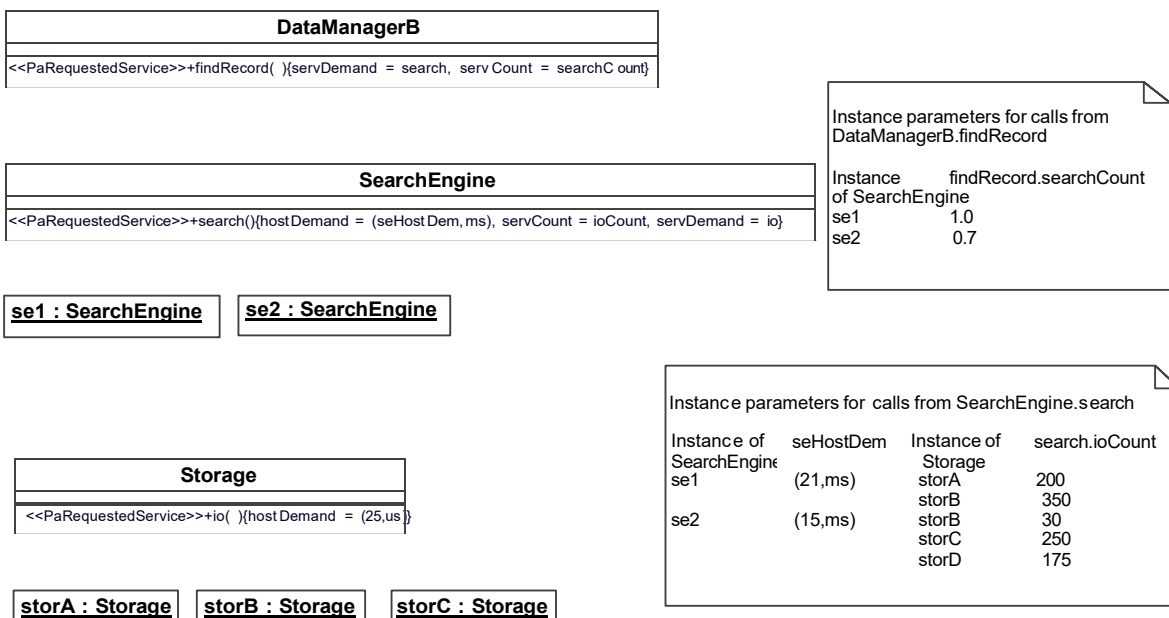 DataManagerB
<<PaRequestedService>>+findRecord( ){servDemand = search, serv Count = searchC ount}
Instance parameters for calls from
DataManagerB.findRecord
Instance findRecord.searchCount
of SearchEngine
se1 1.0
se2 0.7
SearchEngine
<<PaRequestedService>>+search(){hostDemand = (seHostDem,ms), servCount = ioCount, servDemand = io}
se1 : SearchEngine se2 : SearchEngine
Instance parameters for calls from SearchEngine.search
Instance of seHostDem Instance of search.ioCount
SearchEngine Storage
se1 (21,ms) storA 200
storB 350
se2 (15,ms) storB 30
storC 250
storD 175
Storage
<<PaRequestedService>>+io( ){host Demand = (25,us)}
storA : Storage storB : Storage storC : Storage